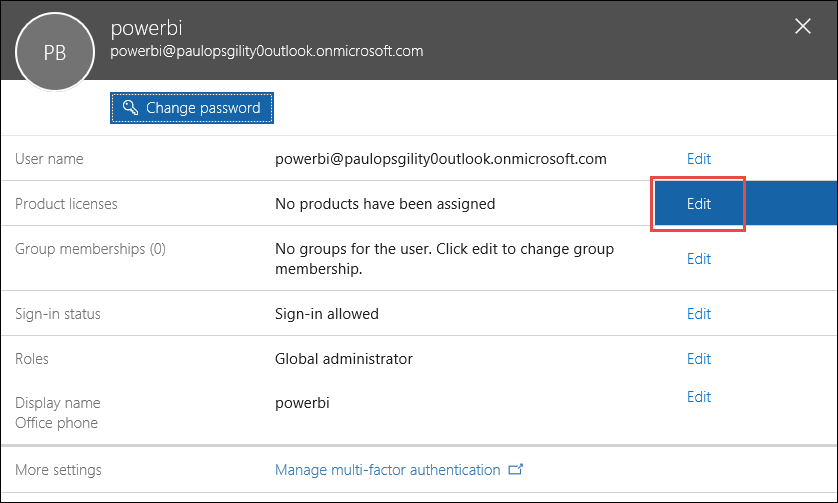 powerbi
PB
powerbi@paulopsgility0outlook.onmicrosoft.com
Change password
User name powerbi@paulopsgility0outlook.onmicrosoft.com Edit
Product licenses No products have been assigned Edit
Group memberships (0) No groups for the user. Click edit to change group
membership. Edit
Sign-in status Sign-in allowed Edit
Roles Global administrator Edit
Display name powerbi Edit
Office phone
More settings Manage multi-factor authentication